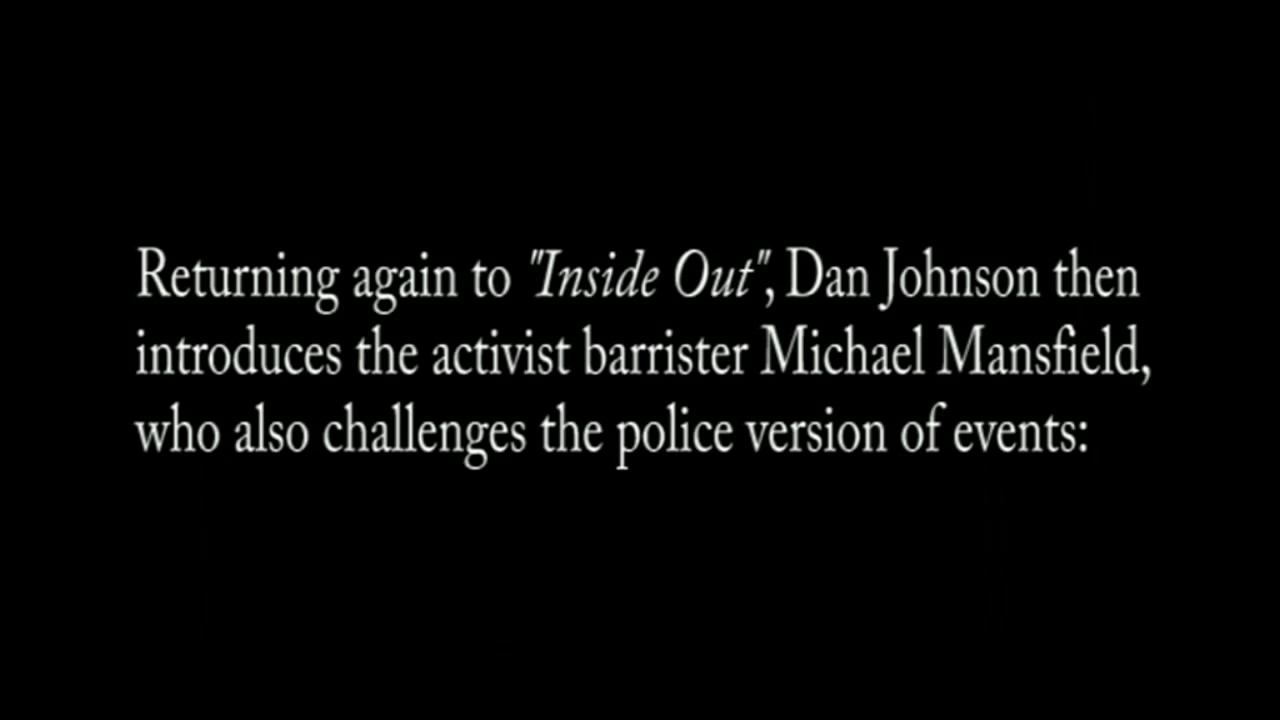 Returning again to "Inside Out", Dan Johnson then
introduces the activist barrister Michael Mansfield,
who also challenges the police version of events: